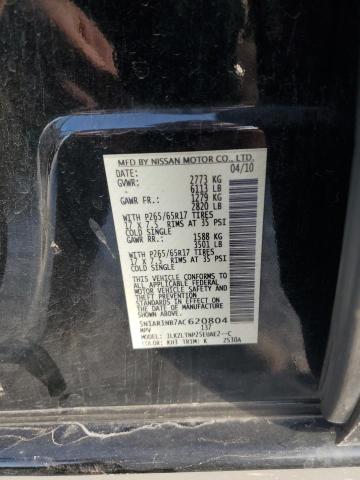 MFD BY NISSAN MOTOR CO., LTD.
DATE: 04/10
GVWR: 2773 KG
6113 LB
GAWR FR.: 1279 KG
2820 LB
WITH P265/65R17 TIRES
17 X 7.5 RIMS AT 35 PSI
COLD SINGLE
GAWR RR.: 1588 KG
3501 LB
WITH P265/65R17 TIRES
17 X 7.5 RIMS AT 35 PSI
COLD SINGLE
THIS VEHICLE CONFORMS TO
ALL APPLICABLE FEDERAL
MOTOR VEHICLE SAFETY AND
THEFT PREVENTION
STANDARDS IN EFFECT ON
THE DATE OF MANUFACTURE
SHOWN ABOVE.
5N1AR1NB7AC620804
MPV 137
MODEL:
COLOR: KH3 TRIM: K 2530A